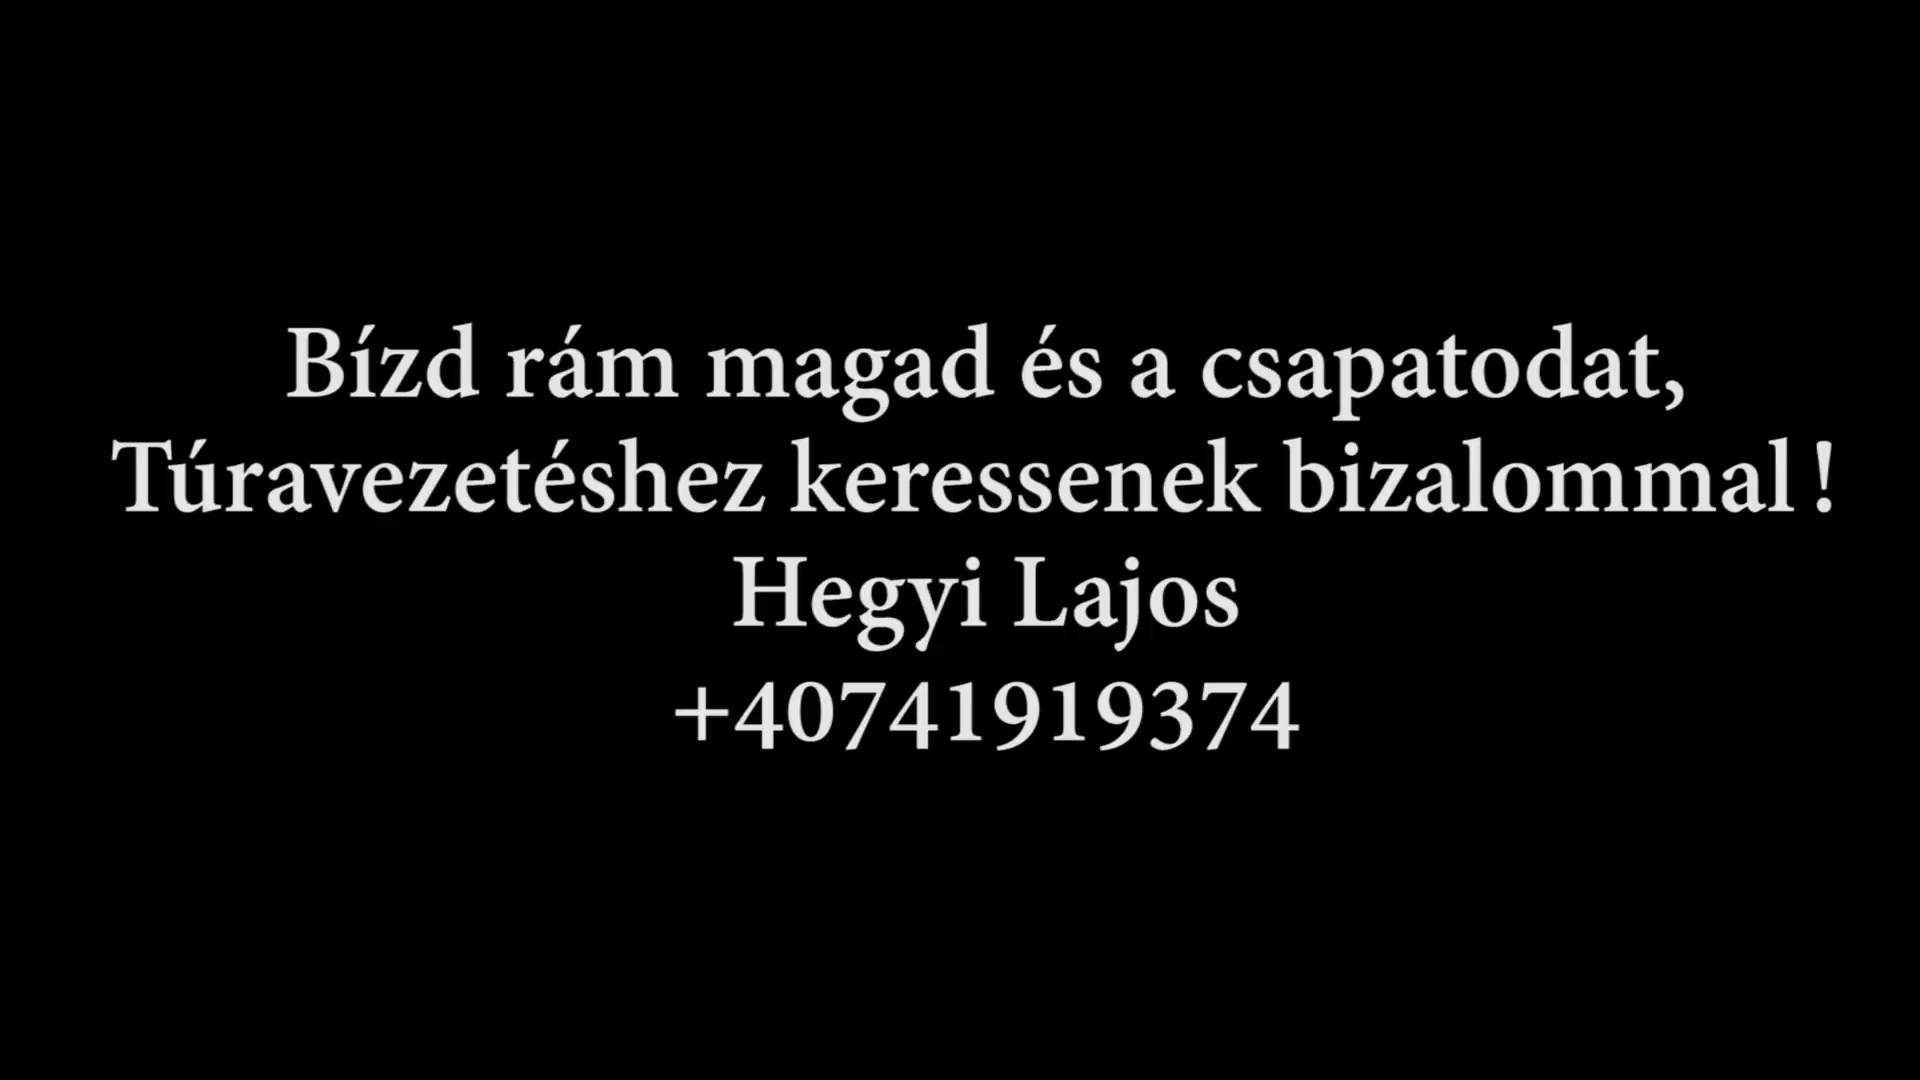 Bízd rám magad és a csapatodat,
Túravezetéshez keressenek bizalommal !
Hegyi Lajos
+40741919374